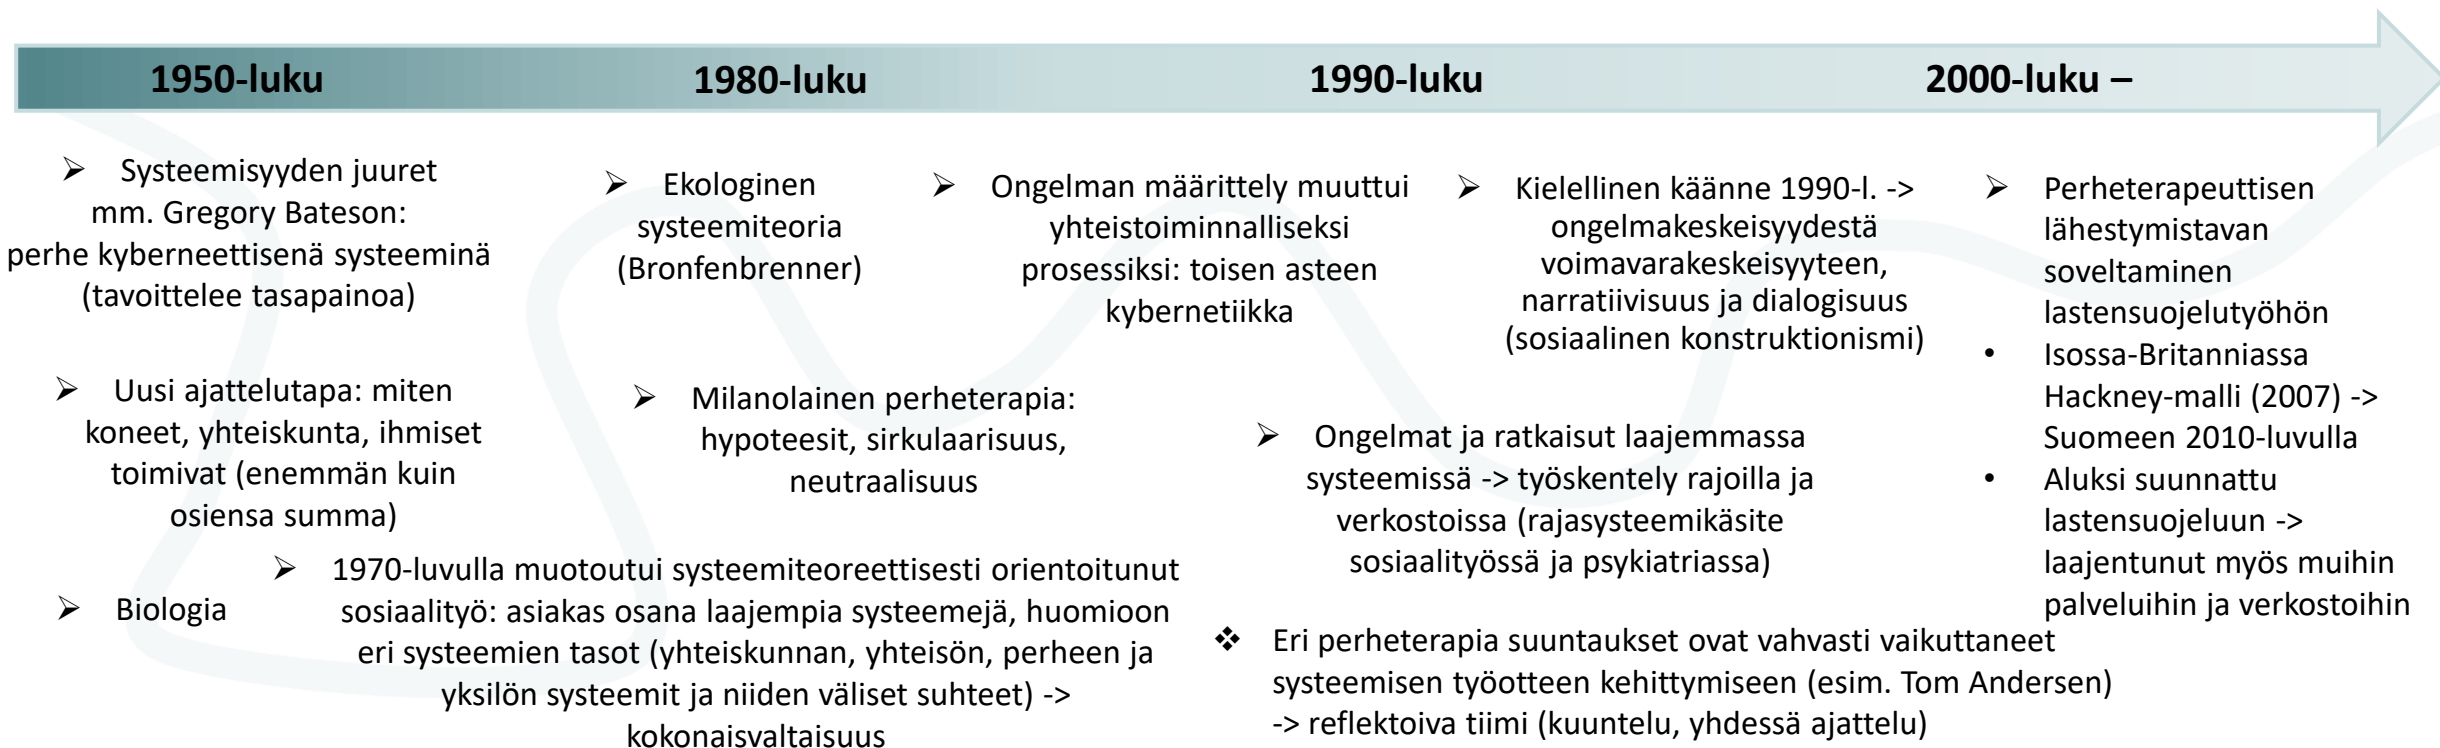 1950-luku
1980-luku
1990-luku
2000-luku –
➢ Systeemisyyden juuret
mm. Gregory Bateson:
perhe kyberneettisenä systeeminä
(tavoittelee tasapainoa)
➢ Uusi ajattelutapa: miten
koneet, yhteiskunta, ihmiset
toimivat (enemmän kuin
osiensa summa)
➢ Biologia
➢ Ekologinen
systeemiteoria
(Bronfenbrenner)
➢ Ongelman määrittely muuttui
yhteistoiminnalliseksi
prosessiksi: toisen asteen
kybernetiikka
➢ Milanolainen perheterapia:
hypoteesit, sirkulaarisuus,
neutraalisuus
➢ 1970-luvulla muotoutui systeemiteoreettisesti orientoitunut
sosiaalityö: asiakas osana laajempia systeemejä, huomioon
eri systeemien tasot (yhteiskunnan, yhteisön, perheen ja
yksilön systeemit ja niiden väliset suhteet) ->
kokonaisvaltaisuus
➢ Kielellinen käänne 1990-l. ->
ongelmakeskeisyydestä
voimavarakeskeisyyteen,
narratiivisuus ja dialogisuus
(sosiaalinen konstruktionismi)
➢ Ongelmat ja ratkaisut laajemmassa
systeemissä -> työskentely rajoilla ja
verkostoissa (rajasysteemikäsite
sosiaalityössä ja psykiatriassa)
❖ Eri perheterapia suuntaukset ovat vahvasti vaikuttaneet
systeemisen työotteen kehittymiseen (esim. Tom Andersen)
-> reflektoiva tiimi (kuuntelu, yhdessä ajattelu)
➢ Perheterapeuttisen
lähestymistavan
soveltaminen
lastensuojelutyöhön
• Isossa-Britanniassa
Hackney-malli (2007) ->
Suomeen 2010-luvulla
• Aluksi suunnattu
lastensuojeluun ->
laajentunut myös muihin
palveluihin ja verkostoihin